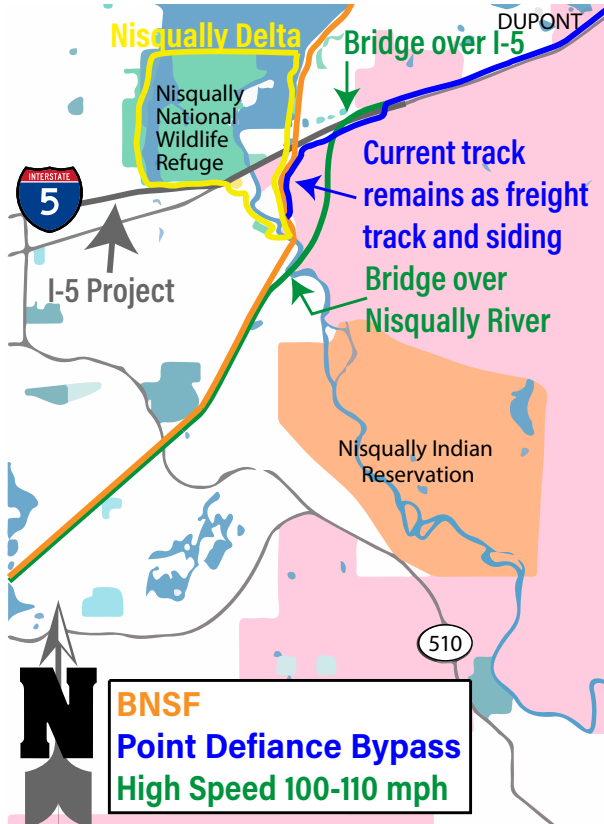 DUPONT
Nisqually Delta
Bridge over I-5
Nisqually
National
Wildlife
Refuge
Current track
remains as freight
track and siding
INTERSTATE
5
I-5 Project
Bridge over
Nisqually River
Nisqually Indian
Reservation
510
N
BNSF
Point Defiance Bypass
High Speed 100-110 mph